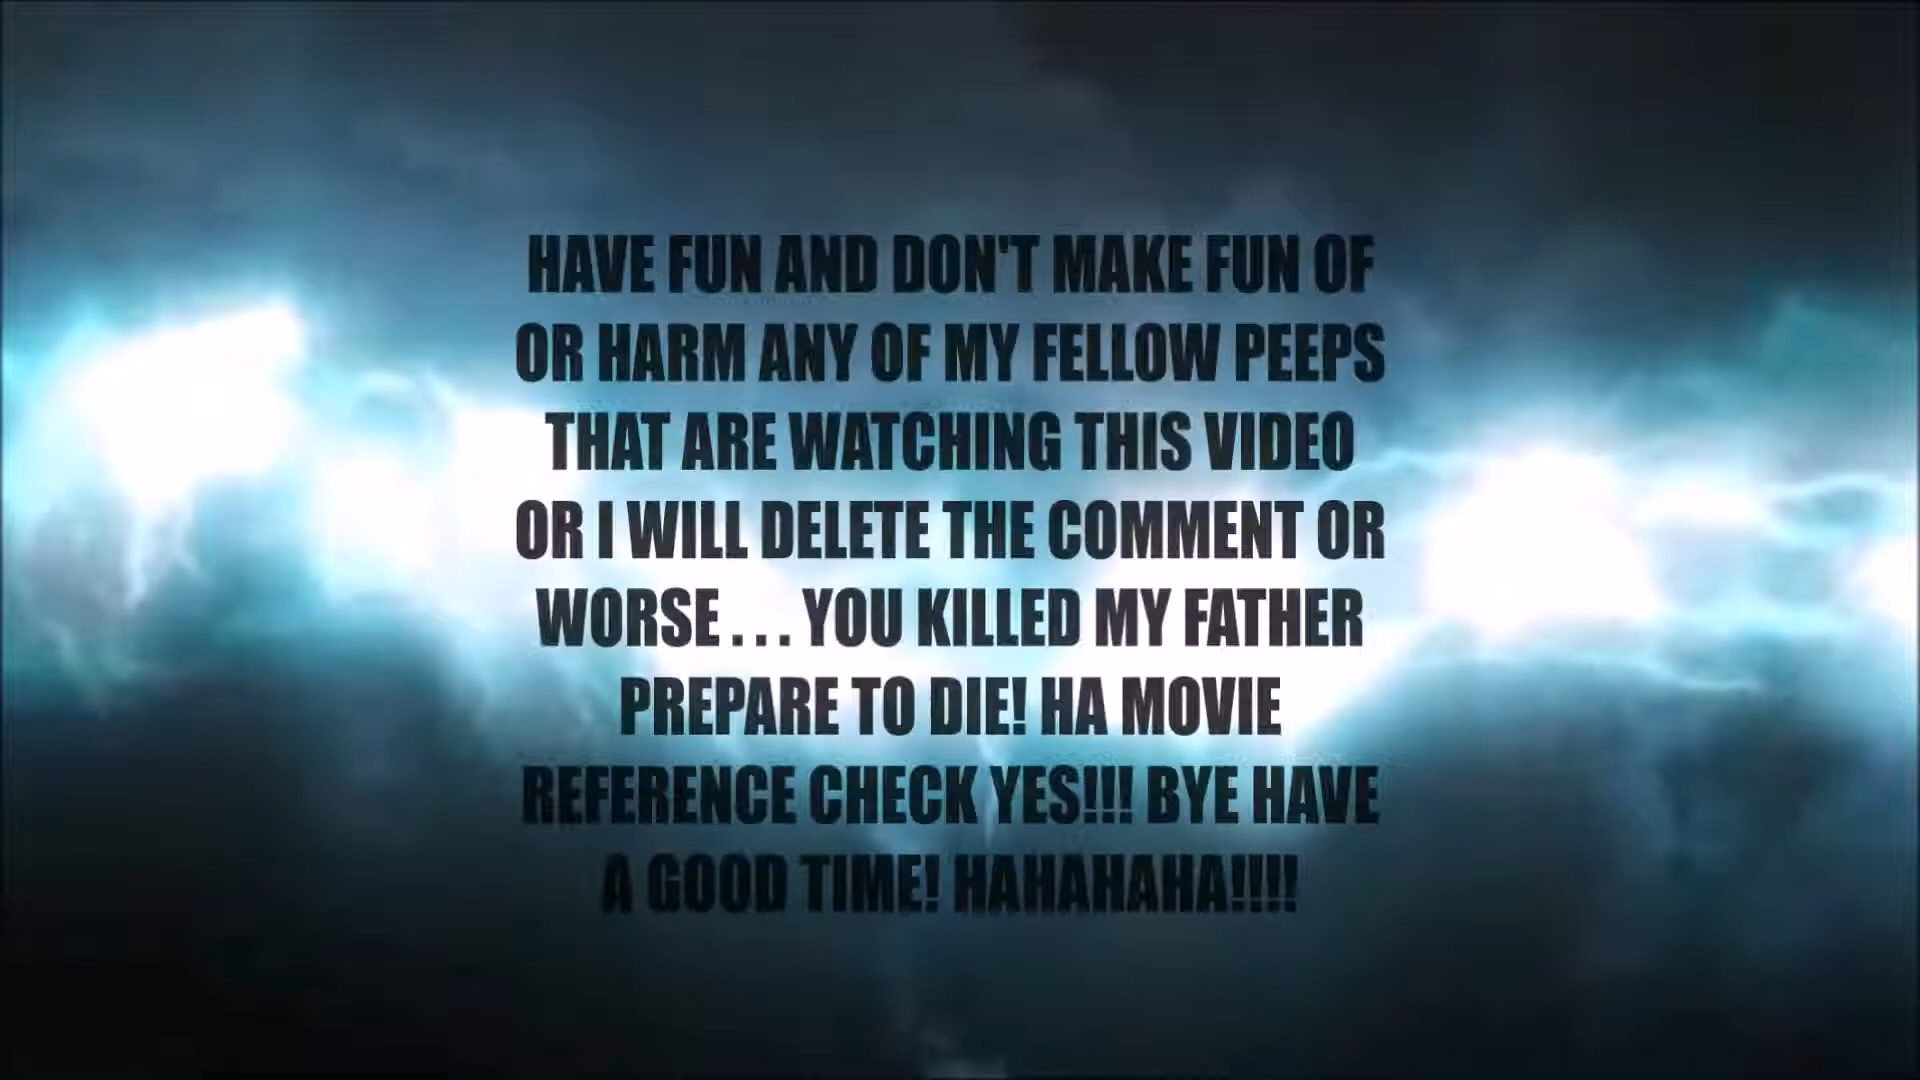 HAVE FUN AND DON'T MAKE FUN OF
OR HARM ANY OF MY FELLOW PEEPS
THAT ARE WATCHING THIS VIDEO
OR I WILL DELETE THE COMMENT OR
WORSE . . . YOU KILLED MY FATHER
PREPARE TO DIE! HA MOVIE
REFERENCE CHECK YES!!! BYE HAVE
A GOOD TIME! HAHAHAHA!!!!